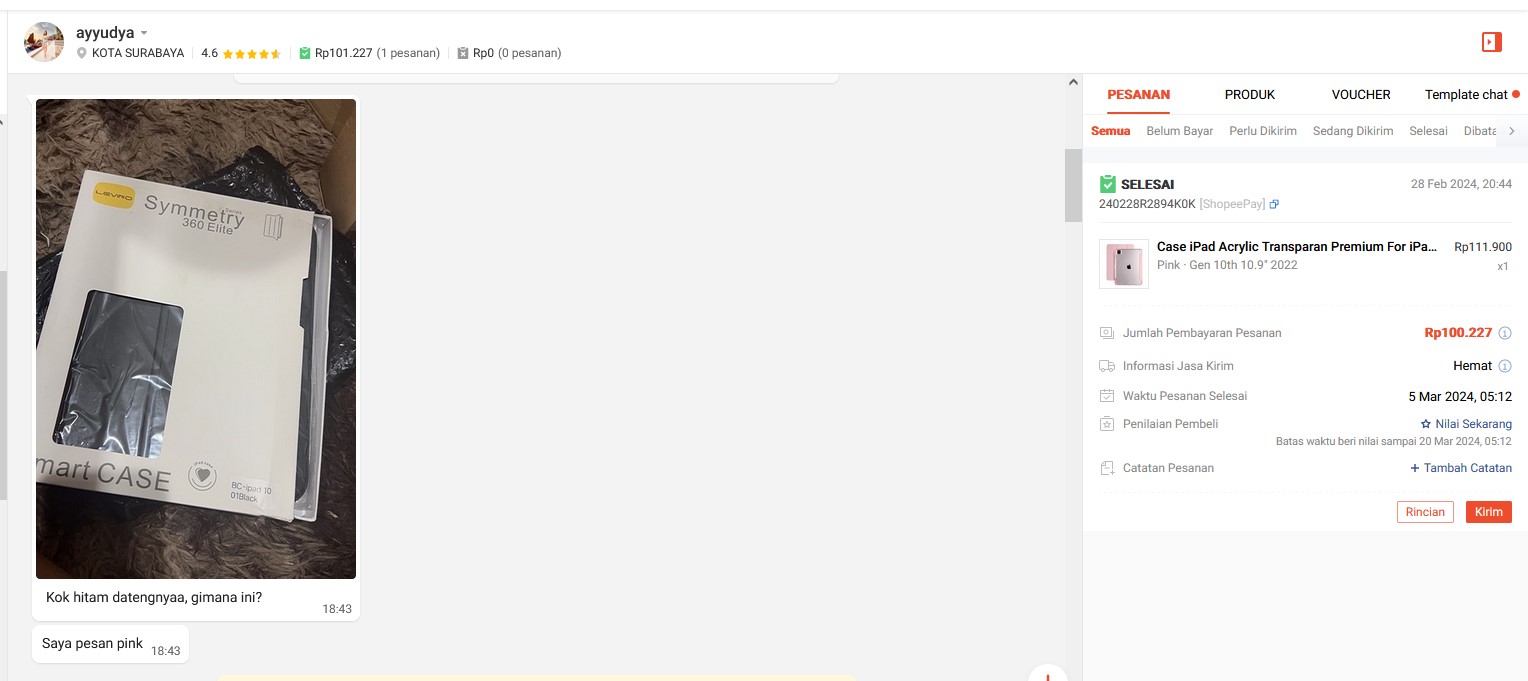 ayyudya
KOTA SURABAYA
4.6
Rp101.227 (1 pesanan)
Rp0 (0 pesanan)
LEVIRO
Symmetry
Series
360 Elite
mart CASE
BC-ipad 10
01Black
Kok hitam datengnyaa, gimana ini?
18:43
Saya pesan pink
18:43
PESANAN
PRODUK
VOUCHER
Template chat
Semua
Belum Bayar
Perlu Dikirim
Sedang Dikirim
Selesai
Dibata
SELESAI
28 Feb 2024, 20:44
240228R2894K0K [ShopeePay]
Case iPad Acrylic Transparan Premium For iPa...
Rp111.900
Pink · Gen 10th 10.9" 2022
x1
Jumlah Pembayaran Pesanan
Rp100.227
Informasi Jasa Kirim
Hemat
Waktu Pesanan Selesai
5 Mar 2024, 05:12
Penilaian Pembeli
Nilai Sekarang
Batas waktu beri nilai sampai 20 Mar 2024, 05:12
Catatan Pesanan
+ Tambah Catatan
Rincian
Kirim